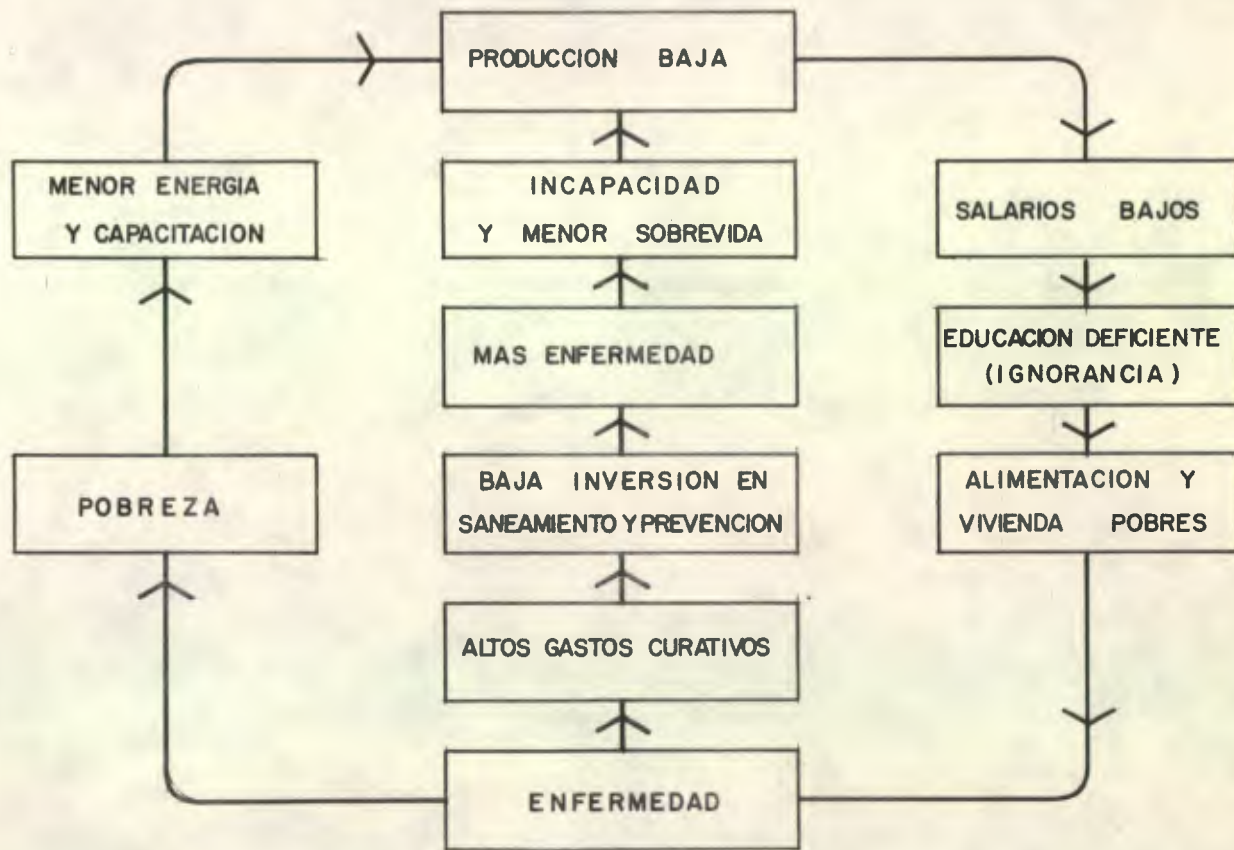 PRODUCCION BAJA
MENOR ENERGIA
Y CAPACITACION
INCAPACIDAD
Y MENOR SOBREVIDA
SALARIOS BAJOS
MAS ENFERMEDAD
EDUCACION DEFICIENTE
(IGNORANCIA)
POBREZA
BAJA INVERSION EN
SANEAMIENTO Y PREVENCION
ALIMENTACION Y
VIVIENDA POBRES
ALTOS GASTOS CURATIVOS
ENFERMEDAD